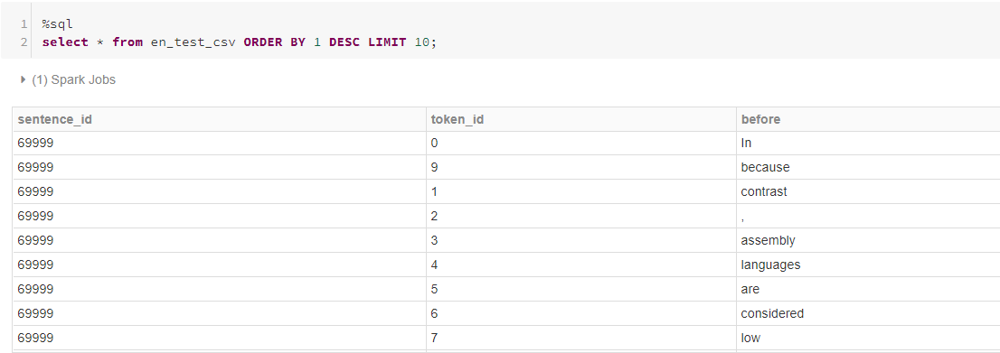 1 %sql
2 select * from en_test_csv ORDER BY 1 DESC LIMIT 10;
(1) Spark Jobs
sentence_id token_id before
69999 0 In
69999 9 because
69999 1 contrast
69999 2 ,
69999 3 assembly
69999 4 languages
69999 5 are
69999 6 considered
69999 7 low